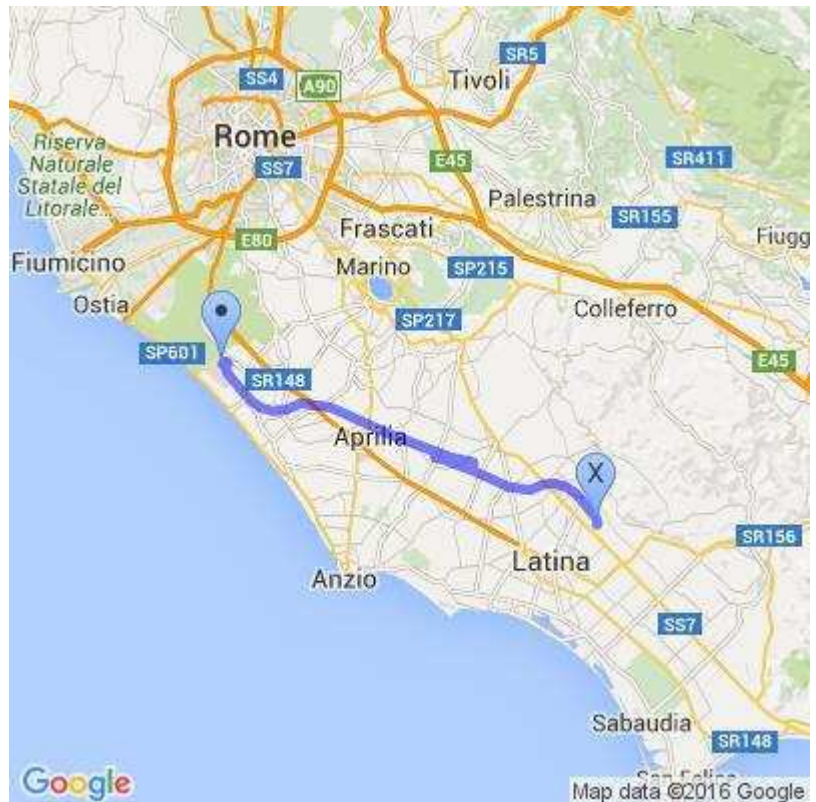 SR5
SS4
A90
Tivoli
Rome
Riserva
Naturale
Statale del
Litorale...
SS7
E45
SR411
Palestrina
SR155
Frascati
E80
Fiugg
Fiumicino
Marino
SP215
Ostia
Colleferro
SP217
SP601
E45
SR148
Aprilia
X
SR156
Latina
Anzio
SS7
Sabaudia
SR148
San Felice
Google
Map data ©2016 Google